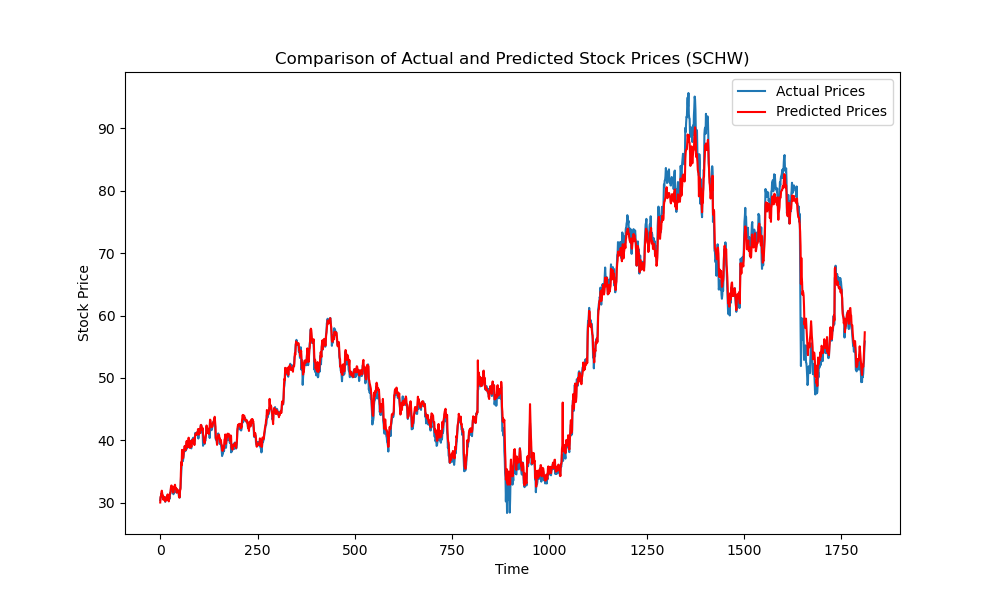 Comparison of Actual and Predicted Stock Prices (SCHW)
Actual Prices
Predicted Prices
90
80
70
60
50
40
30
Stock Price
0 250 500 750 1000 1250 1500 1750
Time